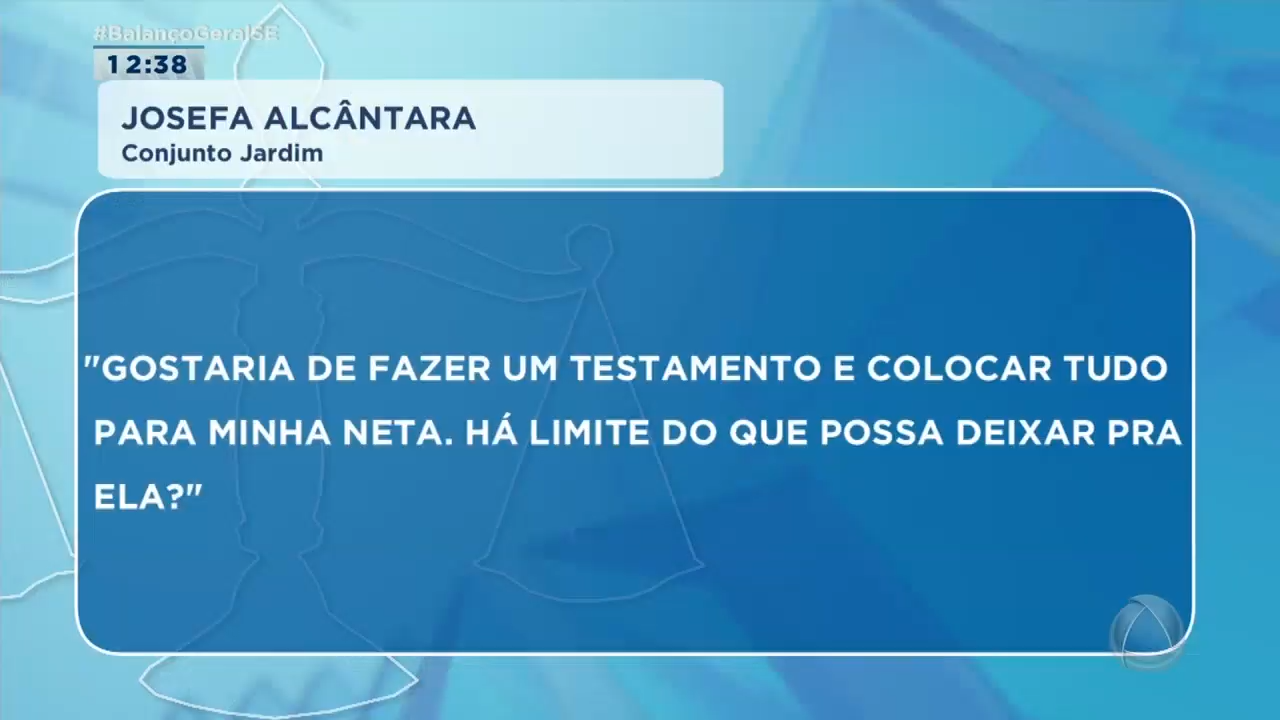 #BalançoGeralSE
12:38
JOSEFA ALCÂNTARA
Conjunto Jardim
"GOSTARIA DE FAZER UM TESTAMENTO E COLOCAR TUDO
PARA MINHA NETA. HÁ LIMITE DO QUE POSSA DEIXAR PRA
ELA?"